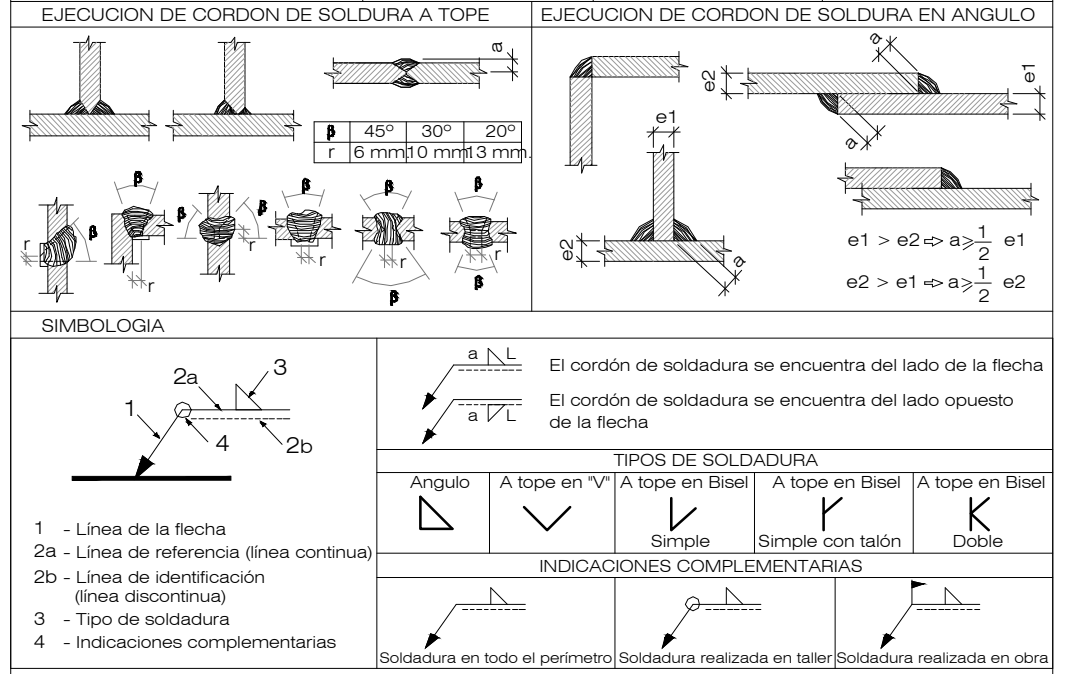 EJECUCION DE CORDON DE SOLDURA A TOPE
a
β 45º 30º 20º
r 6 mm. 10 mm. 13 mm.
β
β
β
β
β
β
β
r
r
r
r
r
β
β
EJECUCION DE CORDON DE SOLDURA EN ANGULO
a
e2
e1
a
e1
e2
a
e1 > e2 ⇨ a ⩾ 1/2 e1
e2 > e1 ⇨ a ⩾ 1/2 e2
SIMBOLOGIA
2a
3
1
4
2b
1 - Línea de la flecha
2a - Línea de referencia (línea continua)
2b - Línea de identificación
(línea discontinua)
3 - Tipo de soldadura
4 - Indicaciones complementarias
a L
El cordón de soldadura se encuentra del lado de la flecha
a L
El cordón de soldadura se encuentra del lado opuesto
de la flecha
TIPOS DE SOLDADURA
Angulo
A tope en "V"
A tope en Bisel
Simple
A tope en Bisel
Simple con talón
A tope en Bisel
Doble
INDICACIONES COMPLEMENTARIAS
Soldadura en todo el perímetro
Soldadura realizada en taller
Soldadura realizada en obra